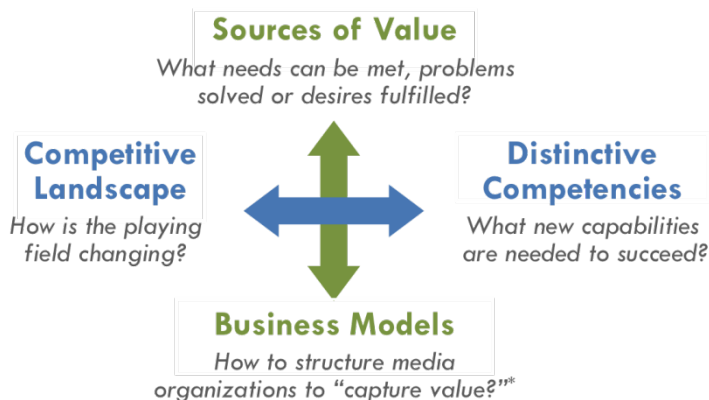 Sources of Value
What needs can be met, problems
solved or desires fulfilled?
Competitive
Landscape
How is the playing
field changing?
Distinctive
Competencies
What new capabilities
are needed to succeed?
Business Models
How to structure media
organizations to “capture value?”*